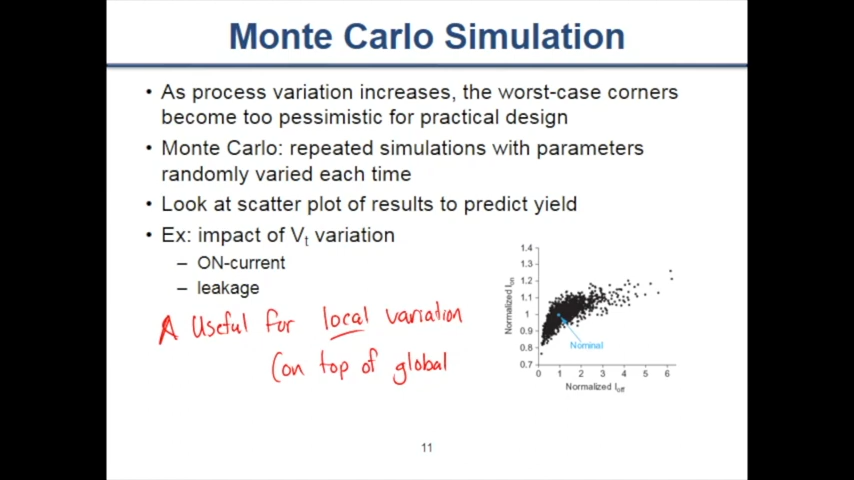 Monte Carlo Simulation
• As process variation increases, the worst-case corners
become too pessimistic for practical design
• Monte Carlo: repeated simulations with parameters
randomly varied each time
• Look at scatter plot of results to predict yield
• Ex: impact of Vt variation
– ON-current
– leakage
Useful for local variation
(on top of global
1.4
1.3
1.2
1.1
1
0.9
0.8
0.7
Normalized Ion
Nominal
0 1 2 3 4 5 6
Normalized Ioff
11